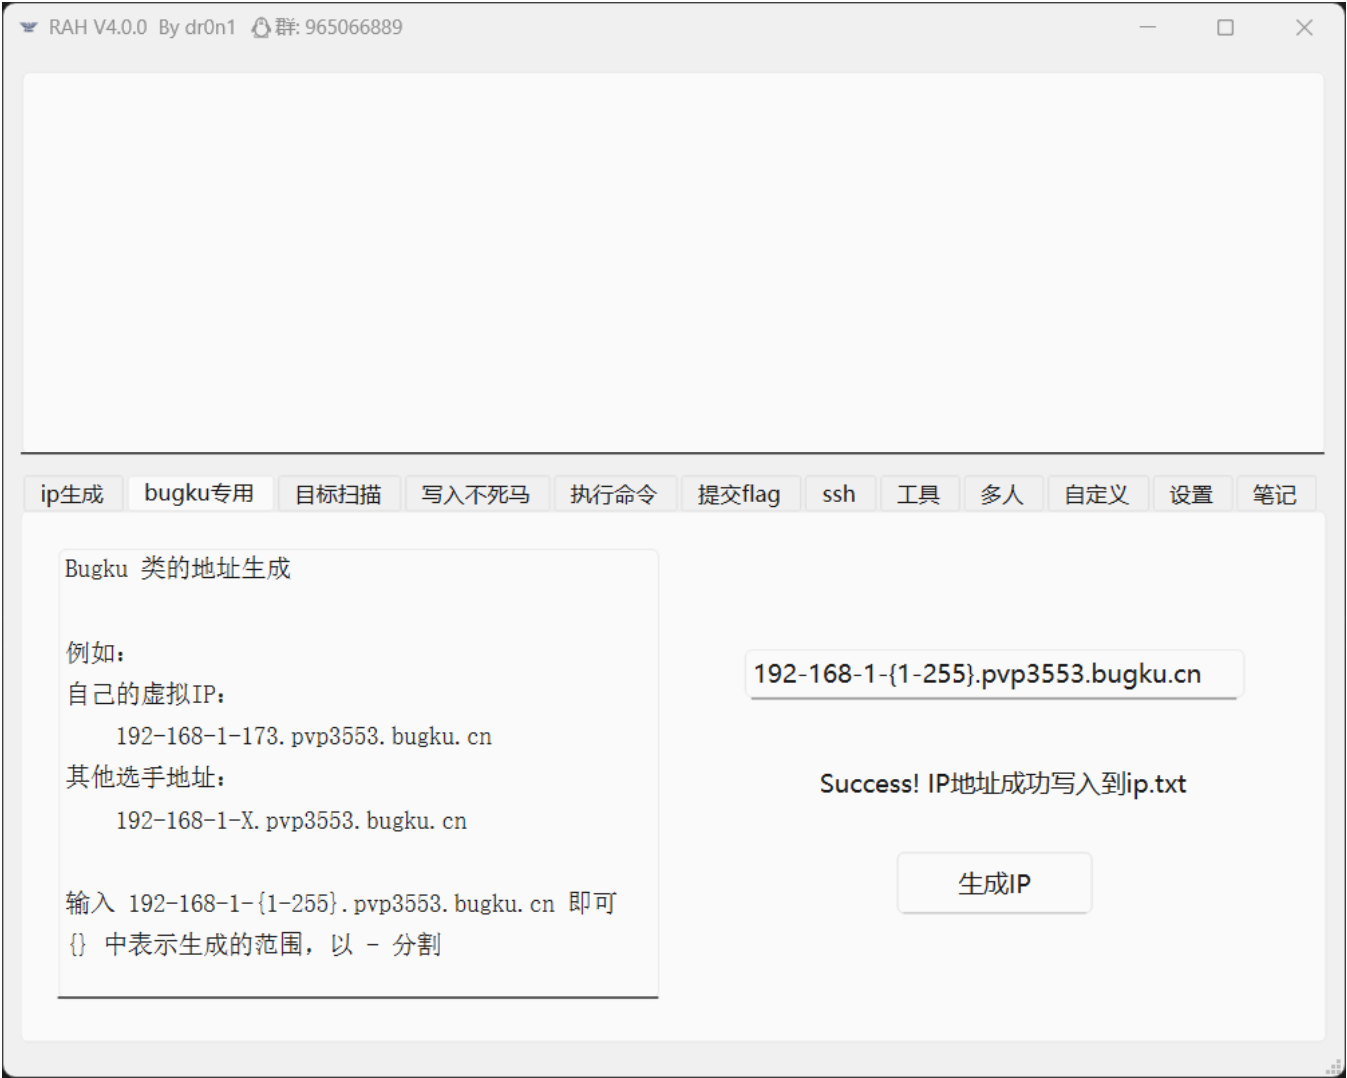 RAH V4.0.0 By dr0n1 群: 965066889
ip生成 bugku专用 目标扫描 写入不死马 执行命令 提交flag ssh 工具 多人 自定义 设置 笔记
Bugku 类的地址生成
例如:
自己的虚拟IP:
192-168-1-173.pvp3553.bugku.cn
其他选手地址:
192-168-1-X.pvp3553.bugku.cn
输入 192-168-1-{1-255}.pvp3553.bugku.cn 即可
{} 中表示生成的范围，以 - 分割
192-168-1-{1-255}.pvp3553.bugku.cn
Success! IP地址成功写入到ip.txt
生成IP